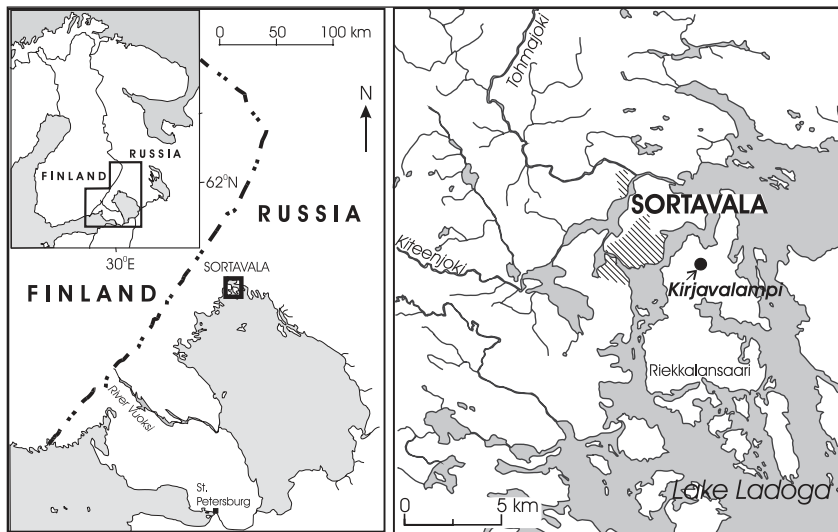 0 50 100 km
N
RUSSIA
FINLAND
62°N
30°E
RUSSIA
SORTAVALA
FINLAND
River Vuoksi
St.
Petersburg
Tohmajoki
SORTAVALA
Kiteenjoki
Kirjavalampi
Riekkalansaari
Lake Ladoga
0 5 km